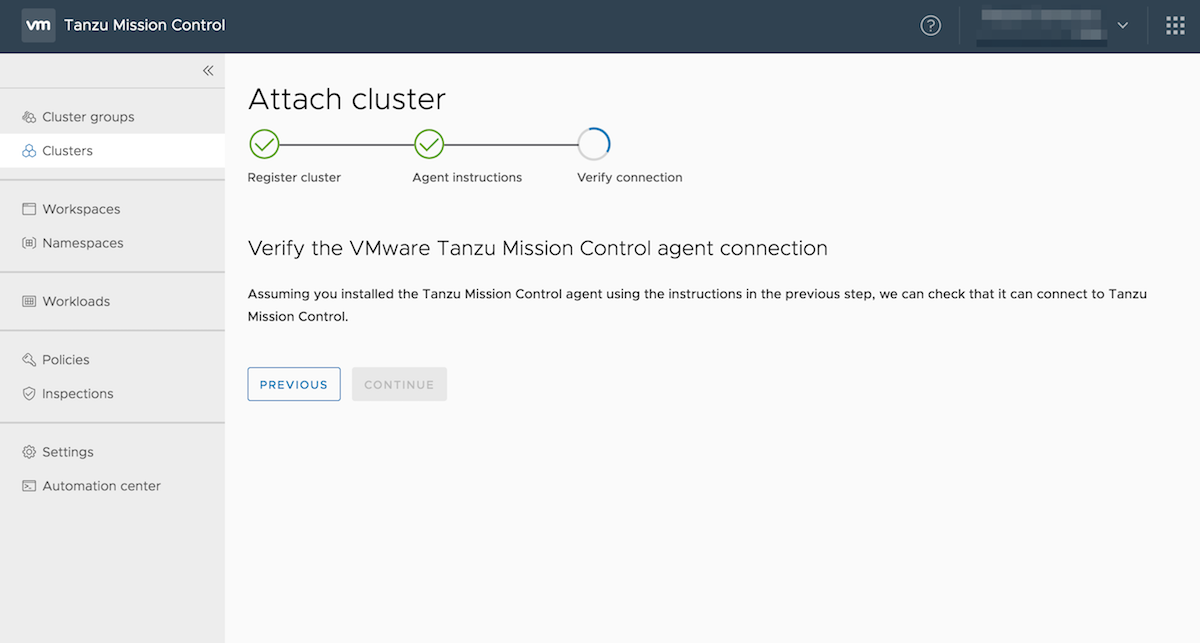 vm Tanzu Mission Control
Cluster groups
Clusters
Workspaces
Namespaces
Workloads
Policies
Inspections
Settings
Automation center
Attach cluster
Register cluster Agent instructions Verify connection
Verify the VMware Tanzu Mission Control agent connection
Assuming you installed the Tanzu Mission Control agent using the instructions in the previous step, we can check that it can connect to Tanzu
Mission Control.
PREVIOUS CONTINUE